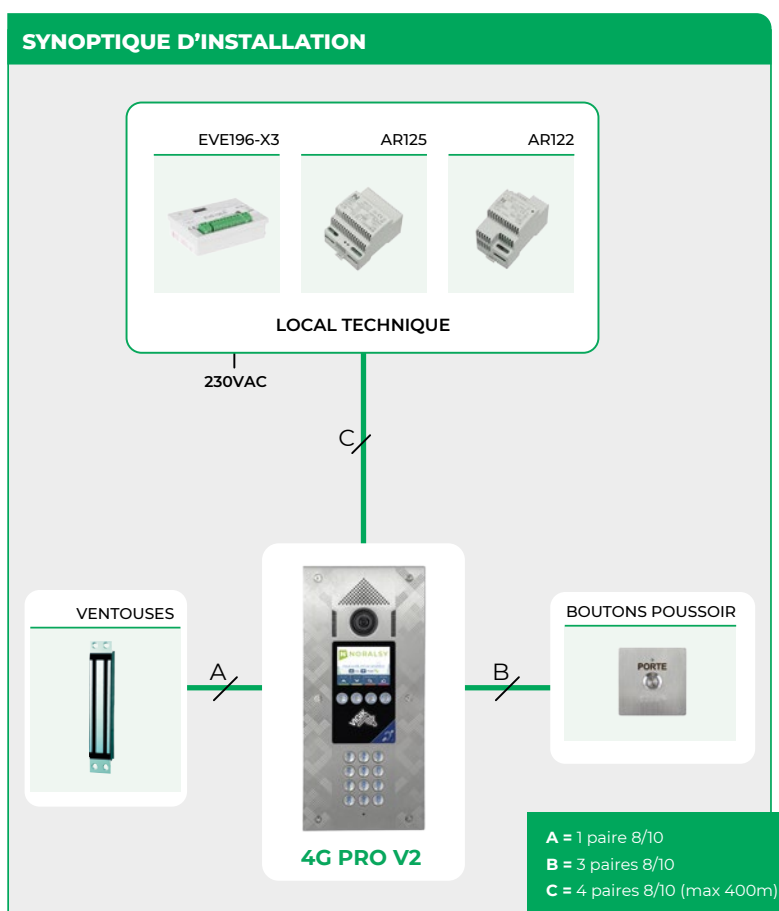 SYNOPTIQUE D'INSTALLATION
EVE196-X3
AR125
AR122
LOCAL TECHNIQUE
230VAC
C
VENTOUSES
A
NORALSY
B
BOUTONS POUSSOIR
PORTE
4G PRO V2
A = 1 paire 8/10
B = 3 paires 8/10
C = 4 paires 8/10 (max 400m)